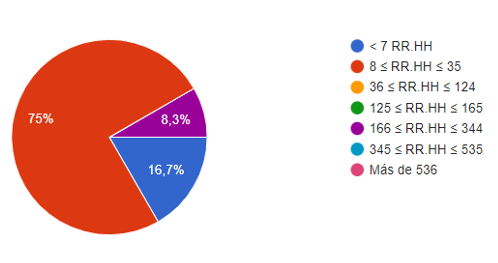 75%
8,3%
16,7%
< 7 RR.HH
8 ≤ RR.HH ≤ 35
36 ≤ RR.HH ≤ 124
125 ≤ RR.HH ≤ 165
166 ≤ RR.HH ≤ 344
345 ≤ RR.HH ≤ 535
Más de 536